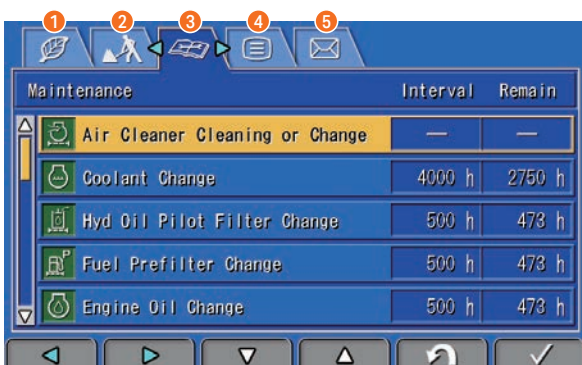 1 2 3 4 5
Maintenance Interval Remain
Air Cleaner Cleaning or Change — —
Coolant Change 4000 h 2750 h
Hyd Oil Pilot Filter Change 500 h 473 h
P
Fuel Prefilter Change 500 h 473 h
Engine Oil Change 500 h 473 h